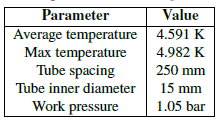 Parameter Value
Average temperature 4.591 K
Max temperature 4.982 K
Tube spacing 250 mm
Tube inner diameter 15 mm
Work pressure 1.05 bar